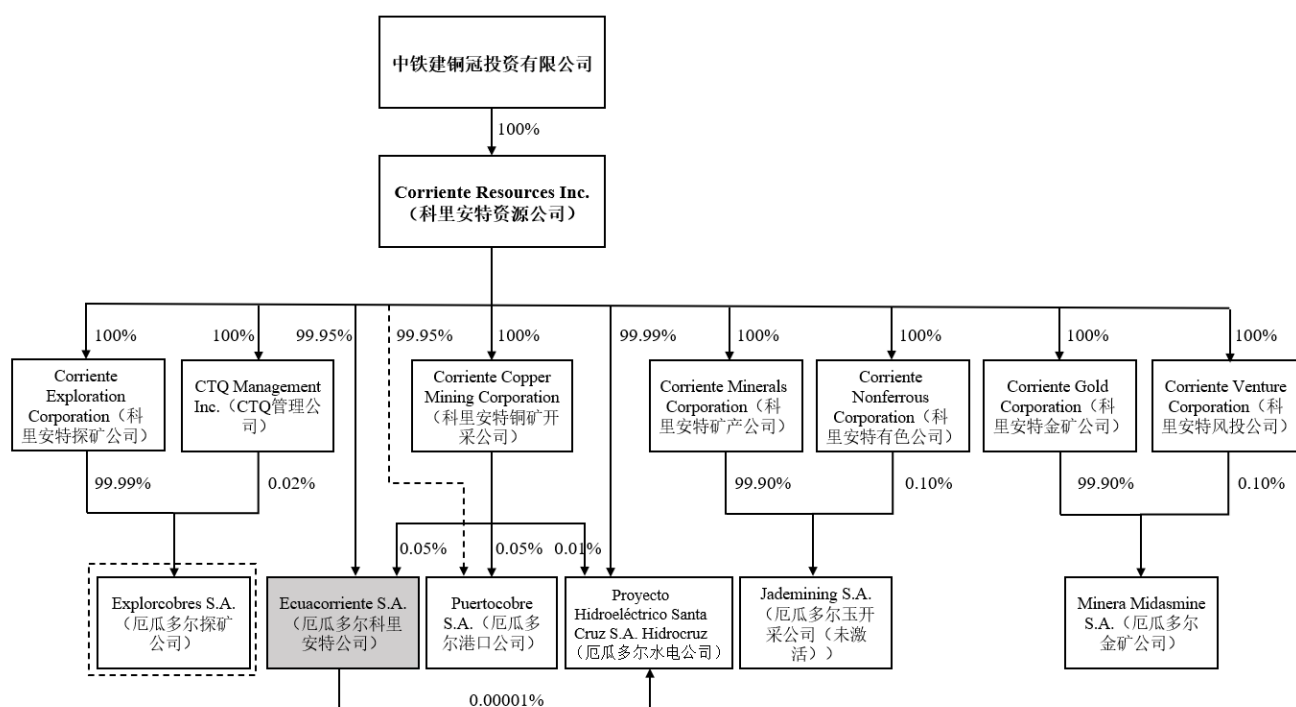 中铁建铜冠投资有限公司
100%
Corriente Resources Inc.
（科里安特资源公司）
100%
100%
99.95%
99.95%
100%
99.99%
100%
100%
100%
100%
Corriente
Exploration
Corporation（科
里安特探矿公司）
CTQ Management
Inc.（CTQ管理公
司）
Corriente Copper
Mining Corporation
（科里安特铜矿开
采公司）
Corriente Minerals
Corporation（科
里安特矿产公司）
Corriente
Nonferrous
Corporation（科
里安特有色公司）
Corriente Gold
Corporation（科里
安特金矿公司）
Corriente Venture
Corporation（科里
安特风投公司）
99.99%
0.02%
99.90%
0.10%
99.90%
0.10%
0.05%
0.05%
0.01%
Explorcobres S.A.
（厄瓜多尔探矿
公司）
Ecuacorriente S.A.
（厄瓜多尔科里
安特公司）
Puertocobre
S.A.（厄瓜多
尔港口公司）
Proyecto
Hidroeléctrico Santa
Cruz S.A. Hidrocruz
（厄瓜多尔水电公司）
Jademining S.A.
（厄瓜多尔玉开
采公司（未激
活））
Minera Midasmine
S.A.（厄瓜多尔
金矿公司）
0.00001%